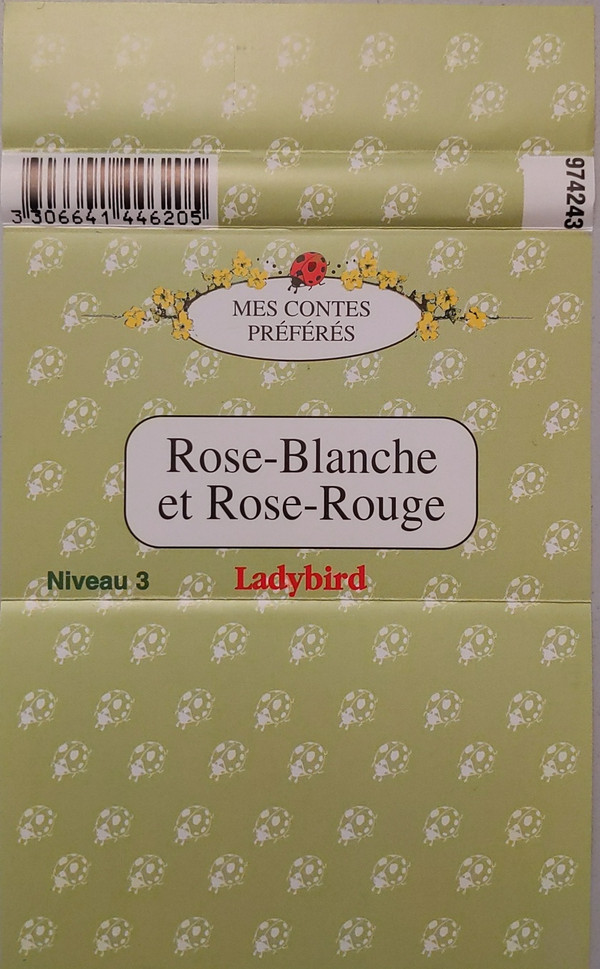 3 306641 446205
974243
MES CONTES
PRÉFÉRÉS
Rose-Blanche
et Rose-Rouge
Niveau 3
Ladybird